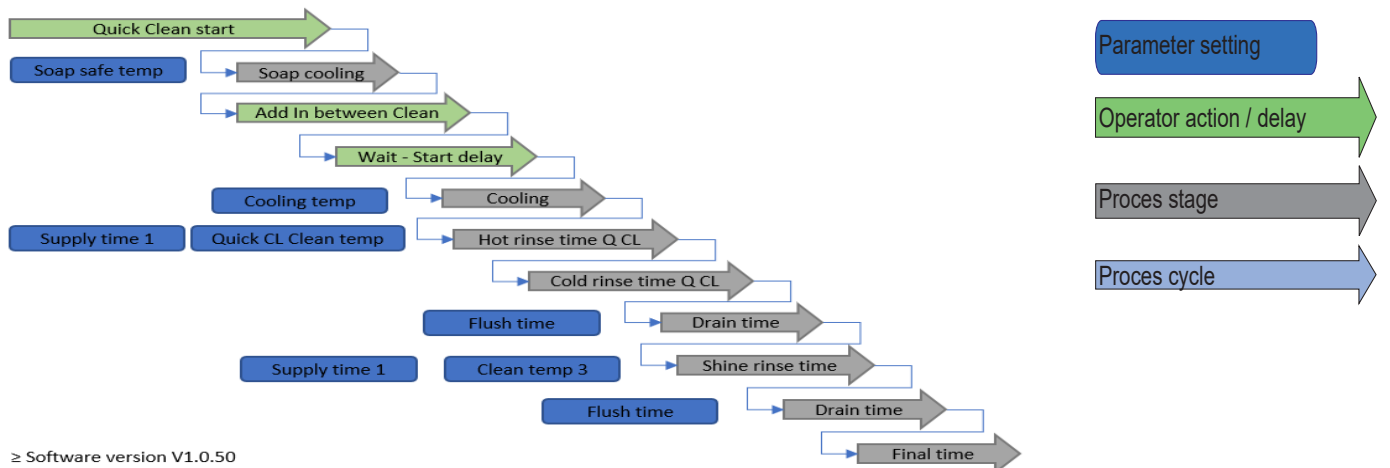 Quick Clean start
Soap safe temp
Soap cooling
Add In between Clean
Wait - Start delay
Cooling temp
Cooling
Supply time 1
Quick CL Clean temp
Hot rinse time Q CL
Cold rinse time Q CL
Flush time
Drain time
Supply time 1
Clean temp 3
Shine rinse time
Flush time
Drain time
Final time
≥ Software version V1.0.50
Parameter setting
Operator action / delay
Proces stage
Proces cycle